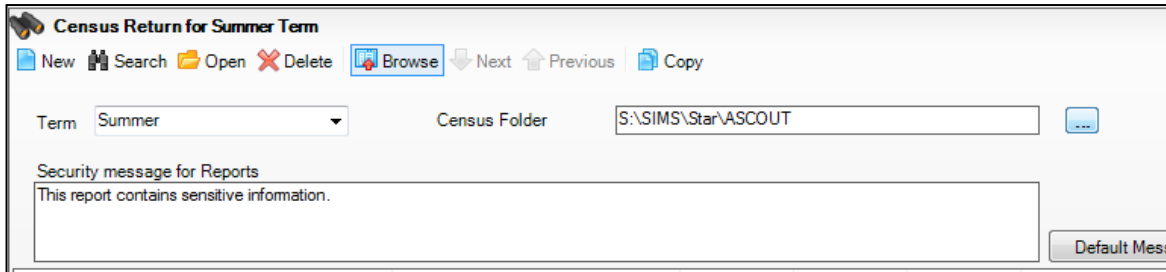 Census Return for Summer Term
New Search Open Delete Browse Next Previous Copy
Term Summer Census Folder S:\SIMS\Star\ASCOUT ...
Security message for Reports
This report contains sensitive information.
Default